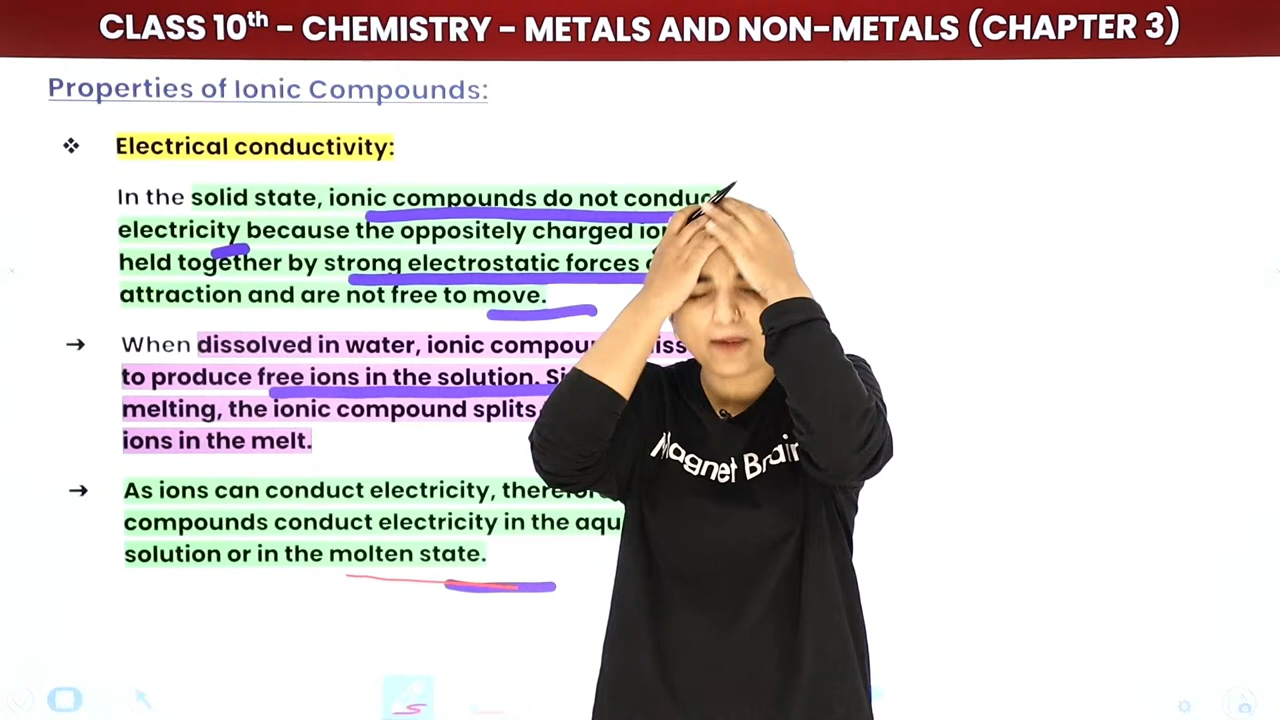 CLASS 10th - CHEMISTRY - METALS AND NON-METALS (CHAPTER 3)
Properties of Ionic Compounds:
❖ Electrical conductivity:
In the solid state, ionic compounds do not conduc
electricity because the oppositely charged
held together by strong electrostatic forces
attraction and are not free to move.
→ When dissolved in water, ionic
to produce free ions in the solution.
melting, the ionic compound splits
ions in the melt.
→ As ions can conduct electricity,
compounds conduct electricity in the
solution or in the molten state.
Magnet Brain